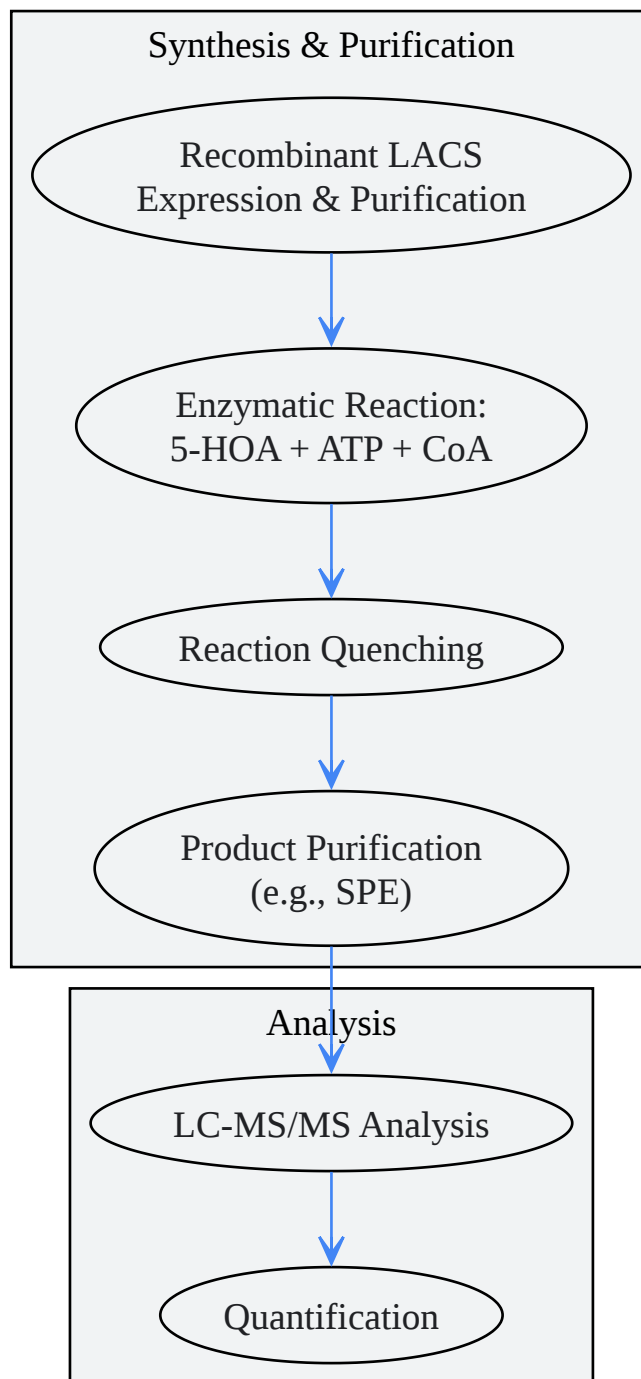 Synthesis & Purification
Recombinant LACS
Expression & Purification
Enzymatic Reaction:
5-HOA + ATP + CoA
Reaction Quenching
Product Purification
(e.g., SPE)
Analysis
LC-MS/MS Analysis
Quantification